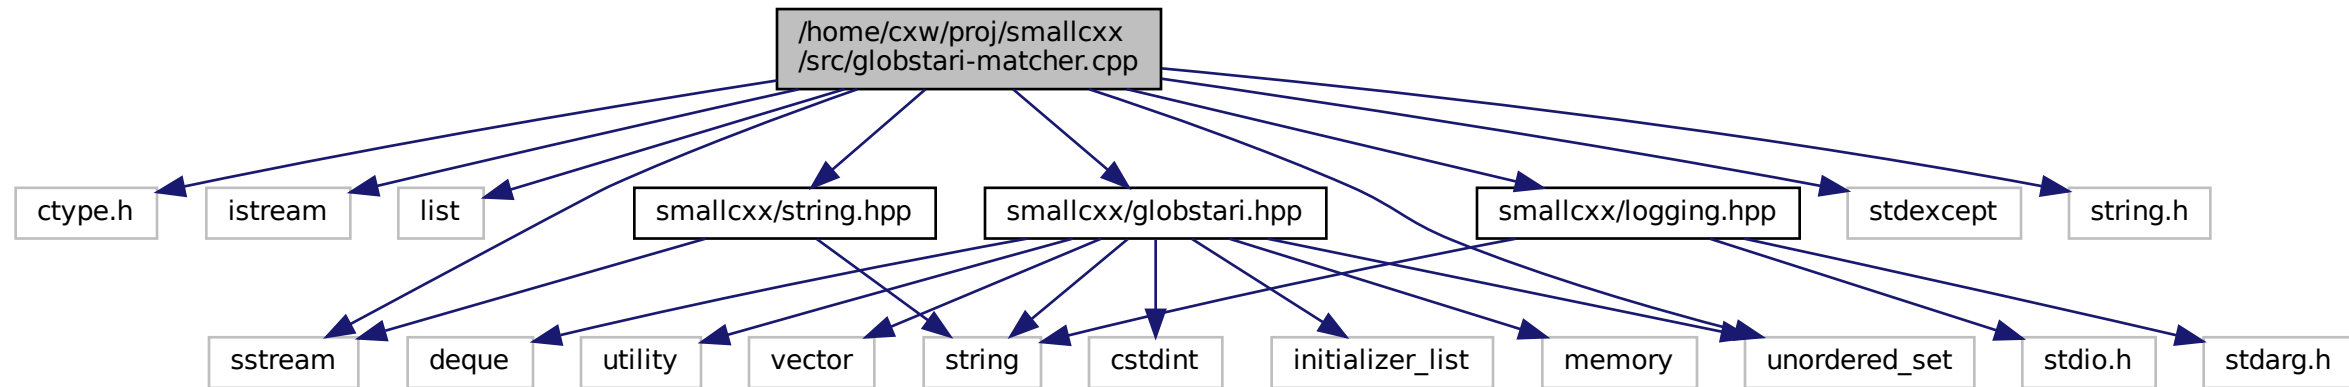 /home/cxw/proj/smallcxx
/src/globstari-matcher.cpp
ctype.h
istream
list
smallcxx/string.hpp
smallcxx/globstari.hpp
smallcxx/logging.hpp
stdexcept
string.h
sstream
deque
utility
vector
string
cstdint
initializer_list
memory
unordered_set
stdio.h
stdarg.h